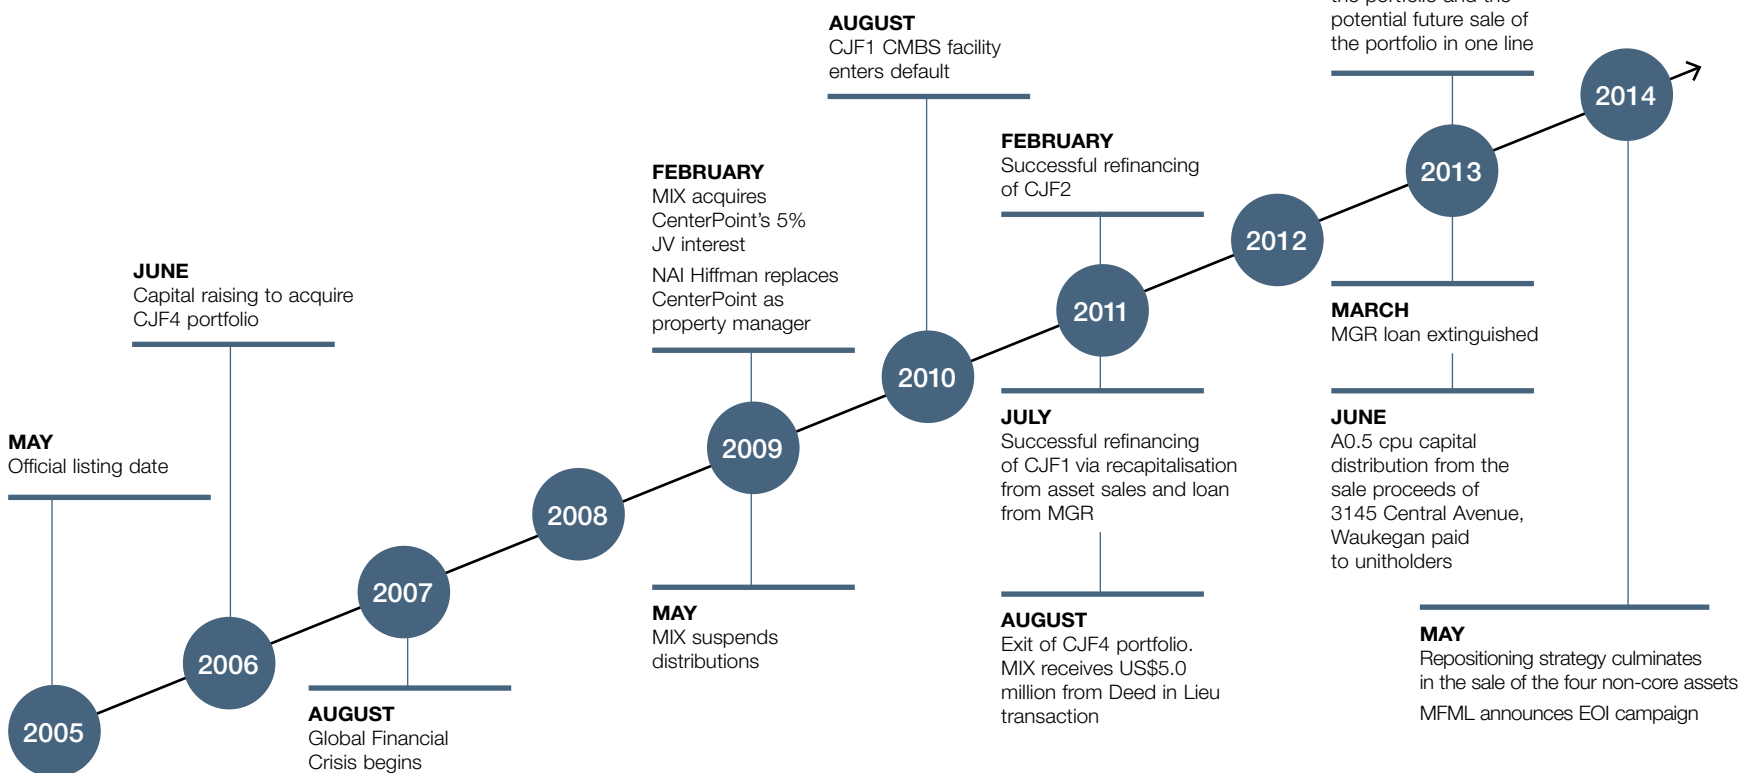 MAY
Official listing date
2005
JUNE
Capital raising to acquire
CJF4 portfolio
2006
2007
AUGUST
Global Financial
Crisis begins
2008
FEBRUARY
MIX acquires
CenterPoint’s 5%
JV interest
NAI Hiffman replaces
CenterPoint as
property manager
2009
MAY
MIX suspends
distributions
AUGUST
CJF1 CMBS facility
enters default
2010
FEBRUARY
Successful refinancing
of CJF2
2011
JULY
Successful refinancing
of CJF1 via recapitalisation
from asset sales and loan
from MGR
AUGUST
Exit of CJF4 portfolio.
MIX receives US$5.0
million from Deed in Lieu
transaction
2012
the portfolio and the
potential future sale of
the portfolio in one line
2013
MARCH
MGR loan extinguished
JUNE
A0.5 cpu capital
distribution from the
sale proceeds of
3145 Central Avenue,
Waukegan paid
to unitholders
2014
MAY
Repositioning strategy culminates
in the sale of the four non-core assets
MFML announces EOI campaign